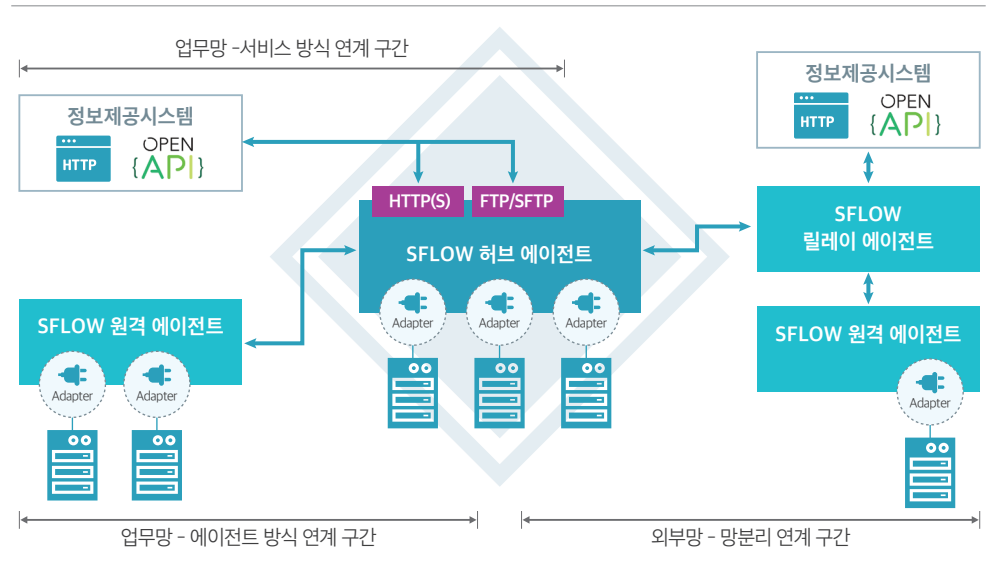 업무망 -서비스 방식 연계 구간
정보제공시스템
HTTP
OPEN
{API}
정보제공시스템
HTTP
OPEN
{API}
HTTP(S)
FTP/SFTP
SFLOW 허브 에이전트
Adapter
Adapter
Adapter
SFLOW
릴레이 에이전트
SFLOW 원격 에이전트
Adapter
Adapter
SFLOW 원격 에이전트
Adapter
업무망 - 에이전트 방식 연계 구간
외부망 - 망분리 연계 구간